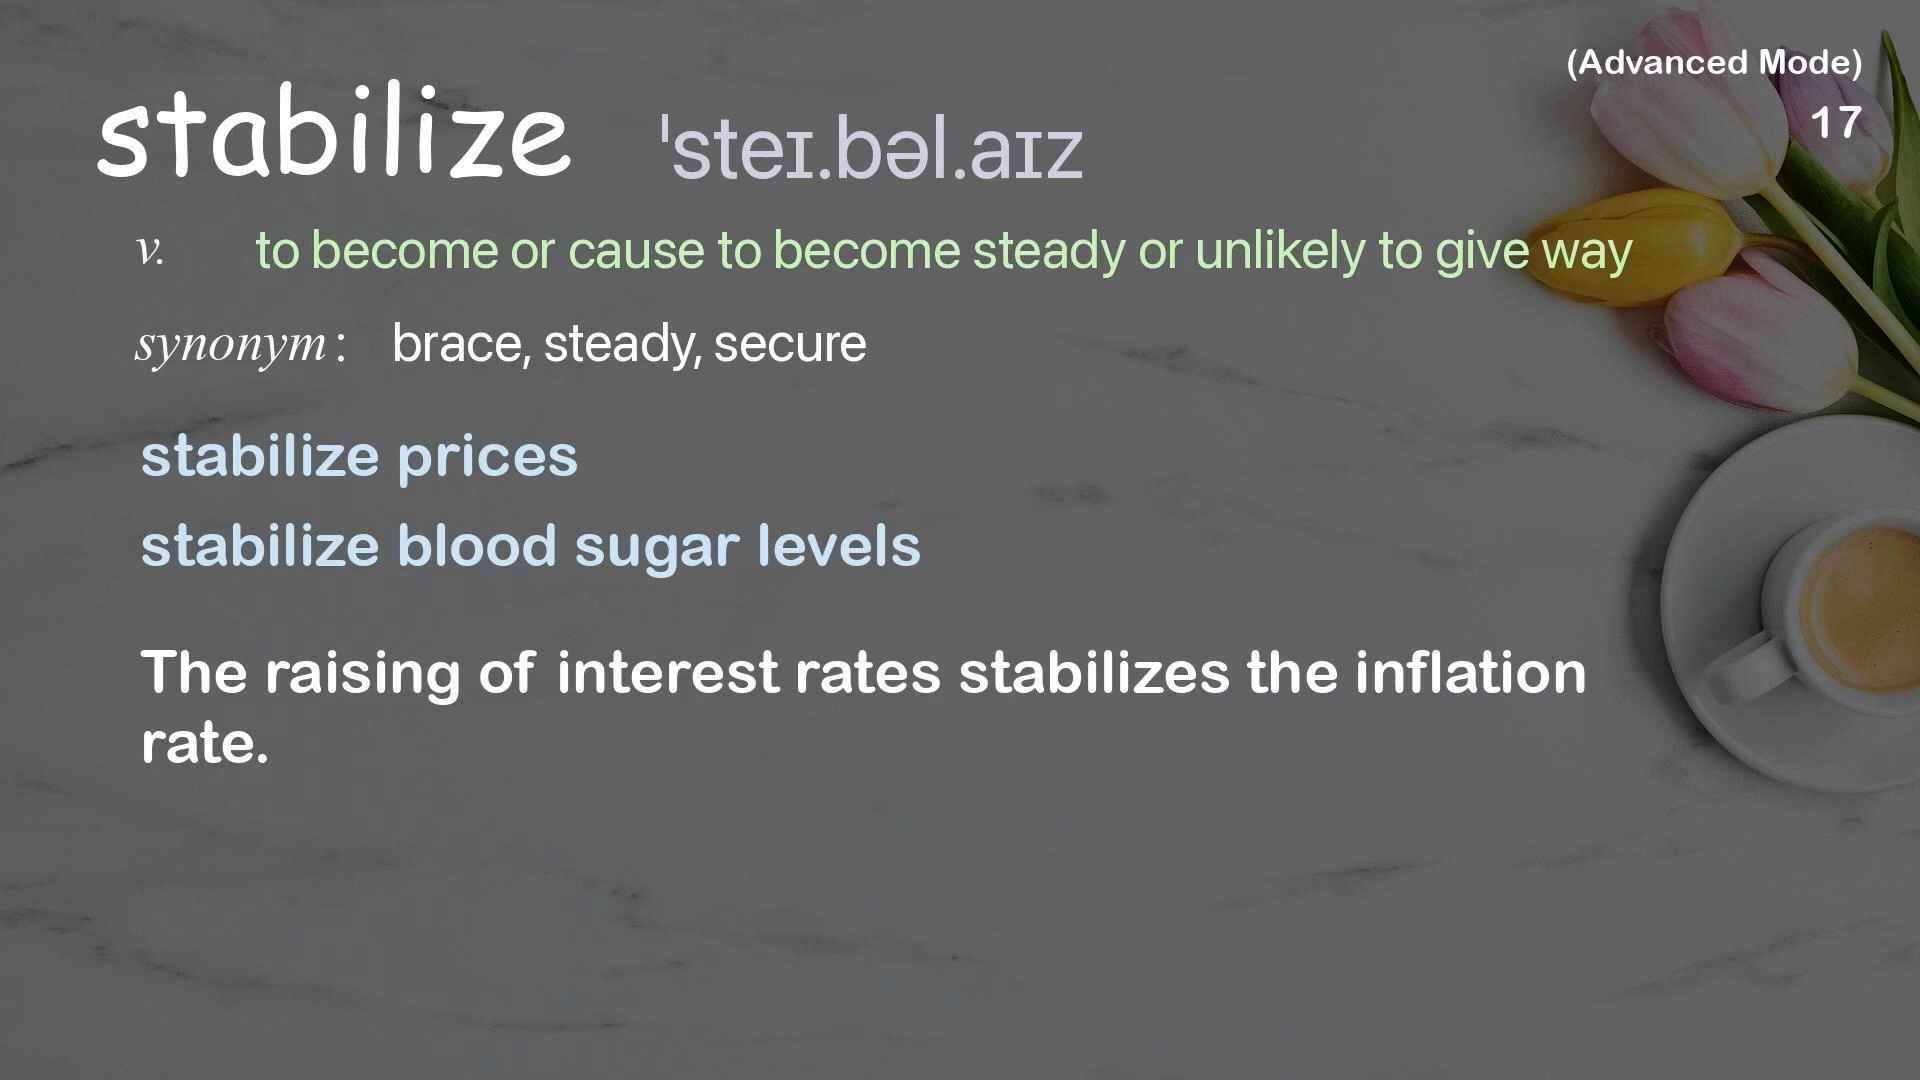 (Advanced Mode)
17
stabilize ˈsteɪ.bəl.aɪz
v. to become or cause to become steady or unlikely to give way
synonym: brace, steady, secure
stabilize prices
stabilize blood sugar levels
The raising of interest rates stabilizes the inflation
rate.